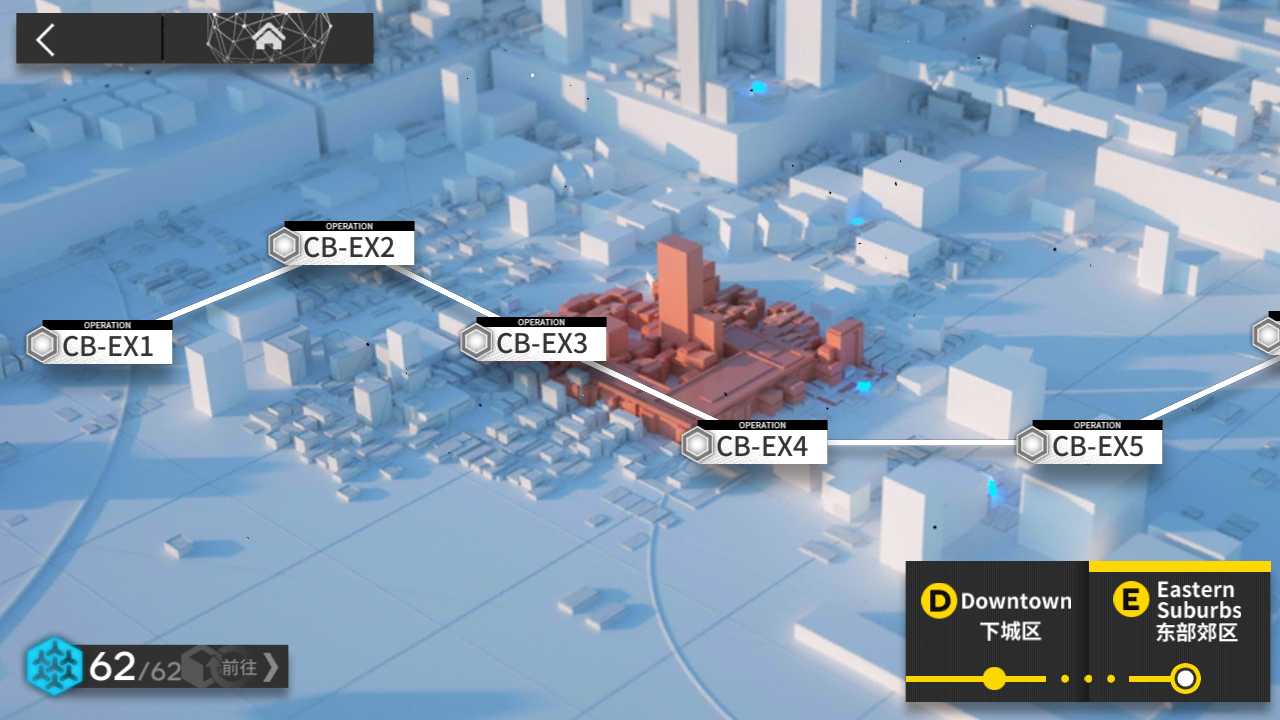 OPERATION
CB-EX2
OPERATION
CB-EX1
OPERATION
CB-EX3
OPERATION
CB-EX4
OPERATION
CB-EX5
62/62
前往
D Downtown
下城区
E Eastern
Suburbs
东部郊区